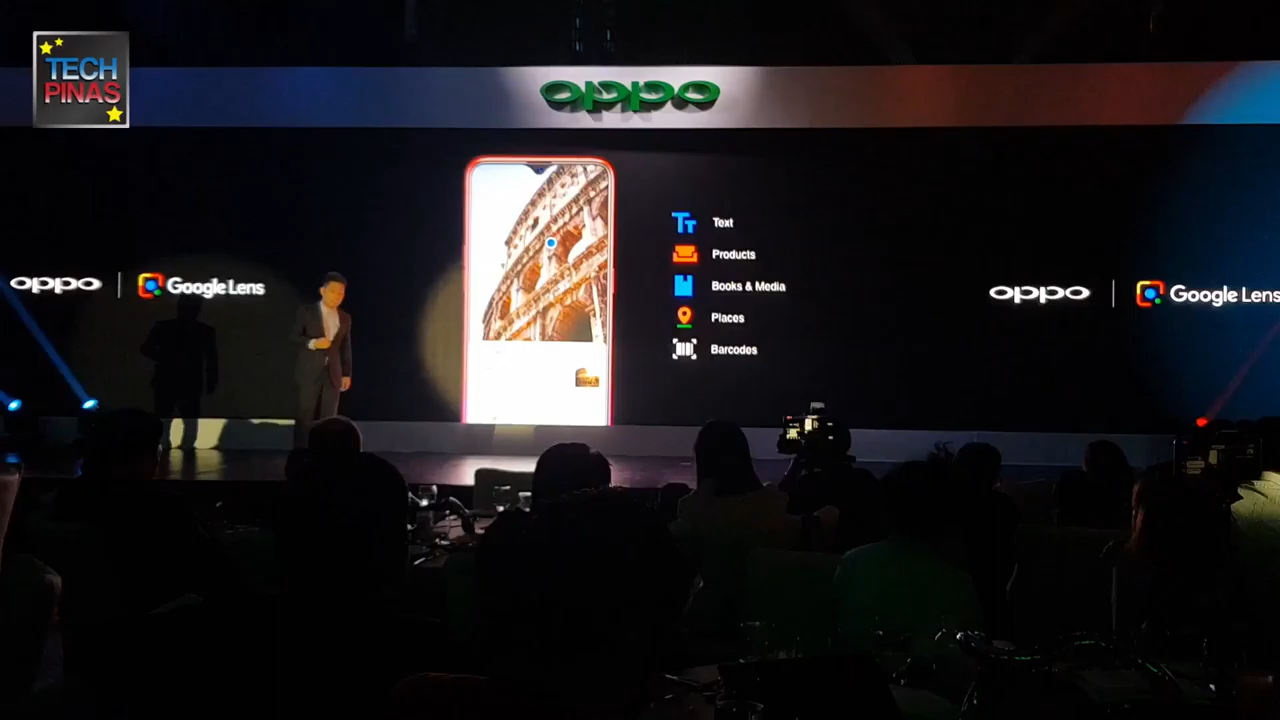 TECH
PINAS
oppo
Text
Products
Books & Media
Places
Barcodes
oppo | Google Lens
oppo | Google Lens